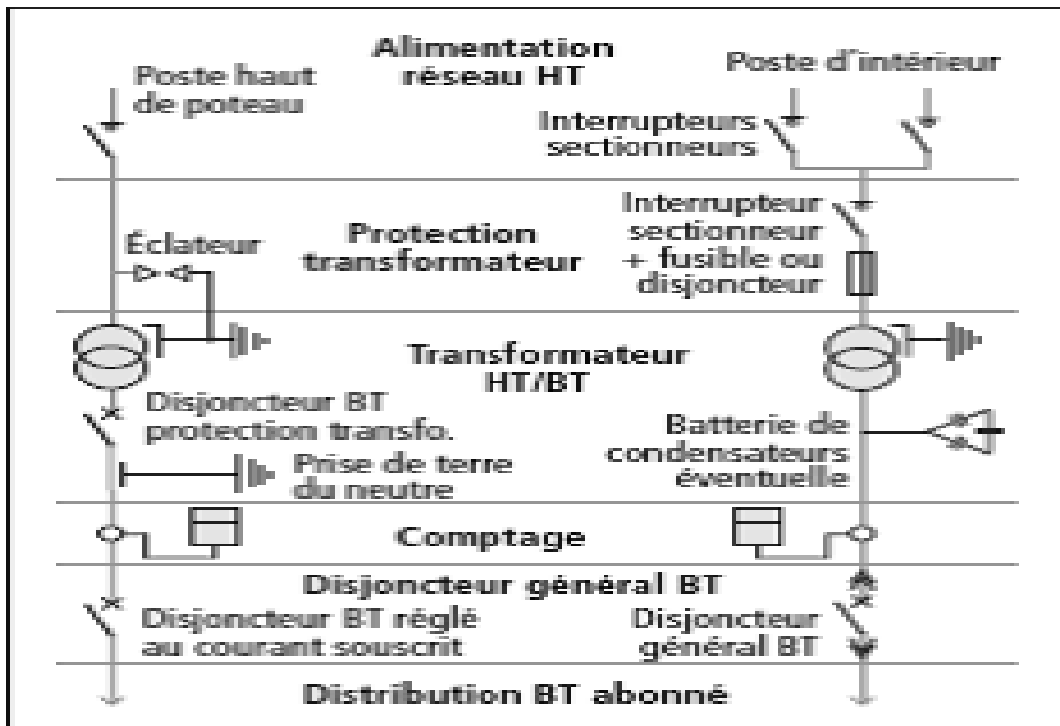 Alimentation
réseau HT
Poste haut
de poteau
Poste d'intérieur
Interrupteurs
sectionneurs
Éclateur
Protection
transformateur
Interrupteur
sectionneur
+ fusible ou
disjoncteur
Transformateur
HT/BT
Disjoncteur BT
protection transfo.
Prise de terre
du neutre
Batterie de
condensateurs
éventuelle
Comptage
Disjoncteur général BT
Disjoncteur BT réglé
au courant souscrit
Disjoncteur
général BT
Distribution BT abonné